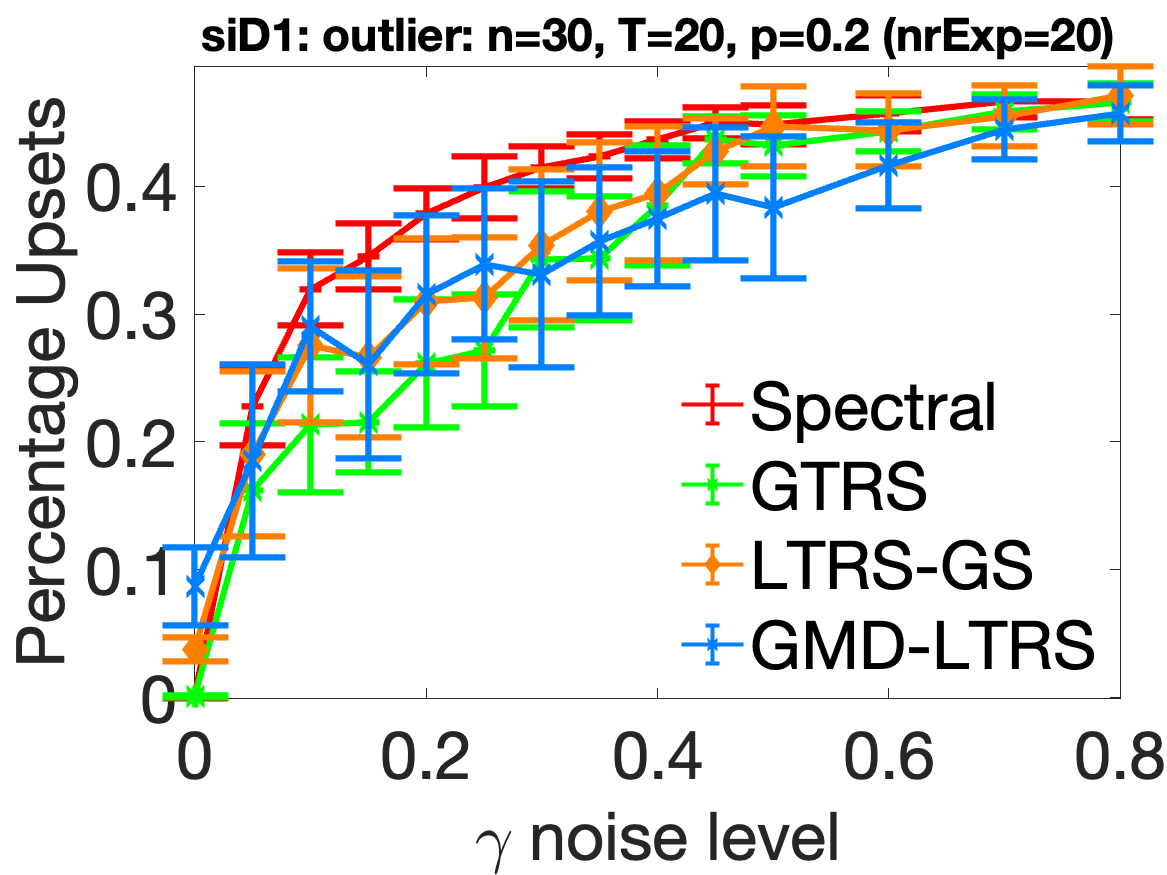 siD1: outlier: n=30, T=20, p=0.2 (nrExp=20)
Percentage Upsets
0.4
0.3
0.2
0.1
0
Spectral
GTRS
LTRS-GS
GMD-LTRS
0 0.2 0.4 0.6 0.8
γ noise level